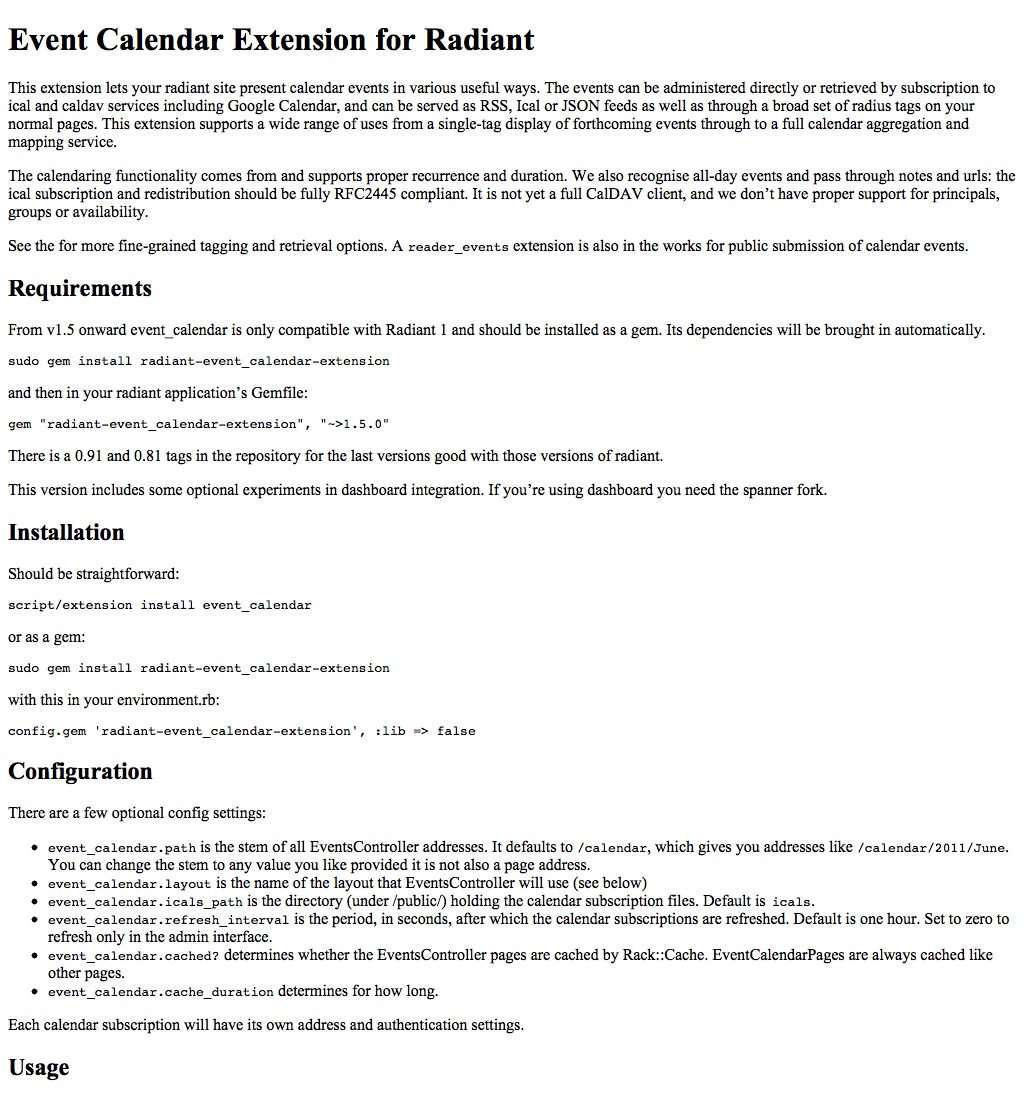 Event Calendar Extension for Radiant
This extension lets your radiant site present calendar events in various useful ways. The events can be administered directly or retrieved by subscription to
ical and caldav services including Google Calendar, and can be served as RSS, Ical or JSON feeds as well as through a broad set of radius tags on your
normal pages. This extension supports a wide range of uses from a single-tag display of forthcoming events through to a full calendar aggregation and
mapping service.
The calendaring functionality comes from and supports proper recurrence and duration. We also recognise all-day events and pass through notes and urls: the
ical subscription and redistribution should be fully RFC2445 compliant. It is not yet a full CalDAV client, and we don’t have proper support for principals,
groups or availability.
See the for more fine-grained tagging and retrieval options. A reader_events extension is also in the works for public submission of calendar events.
Requirements
From v1.5 onward event_calendar is only compatible with Radiant 1 and should be installed as a gem. Its dependencies will be brought in automatically.
sudo gem install radiant-event_calendar-extension
and then in your radiant application’s Gemfile:
gem "radiant-event_calendar-extension", "~>1.5.0"
There is a 0.91 and 0.81 tags in the repository for the last versions good with those versions of radiant.
This version includes some optional experiments in dashboard integration. If you’re using dashboard you need the spanner fork.
Installation
Should be straightforward:
script/extension install event_calendar
or as a gem:
sudo gem install radiant-event_calendar-extension
with this in your environment.rb:
config.gem 'radiant-event_calendar-extension', :lib => false
Configuration
There are a few optional config settings:
• event_calendar.path is the stem of all EventsController addresses. It defaults to /calendar, which gives you addresses like /calendar/2011/June.
You can change the stem to any value you like provided it is not also a page address.
• event_calendar.layout is the name of the layout that EventsController will use (see below)
• event_calendar.icals_path is the directory (under /public/) holding the calendar subscription files. Default is icals.
• event_calendar.refresh_interval is the period, in seconds, after which the calendar subscriptions are refreshed. Default is one hour. Set to zero to
refresh only in the admin interface.
• event_calendar.cached? determines whether the EventsController pages are cached by Rack::Cache. EventCalendarPages are always cached like
other pages.
• event_calendar.cache_duration determines for how long.
Each calendar subscription will have its own address and authentication settings.
Usage